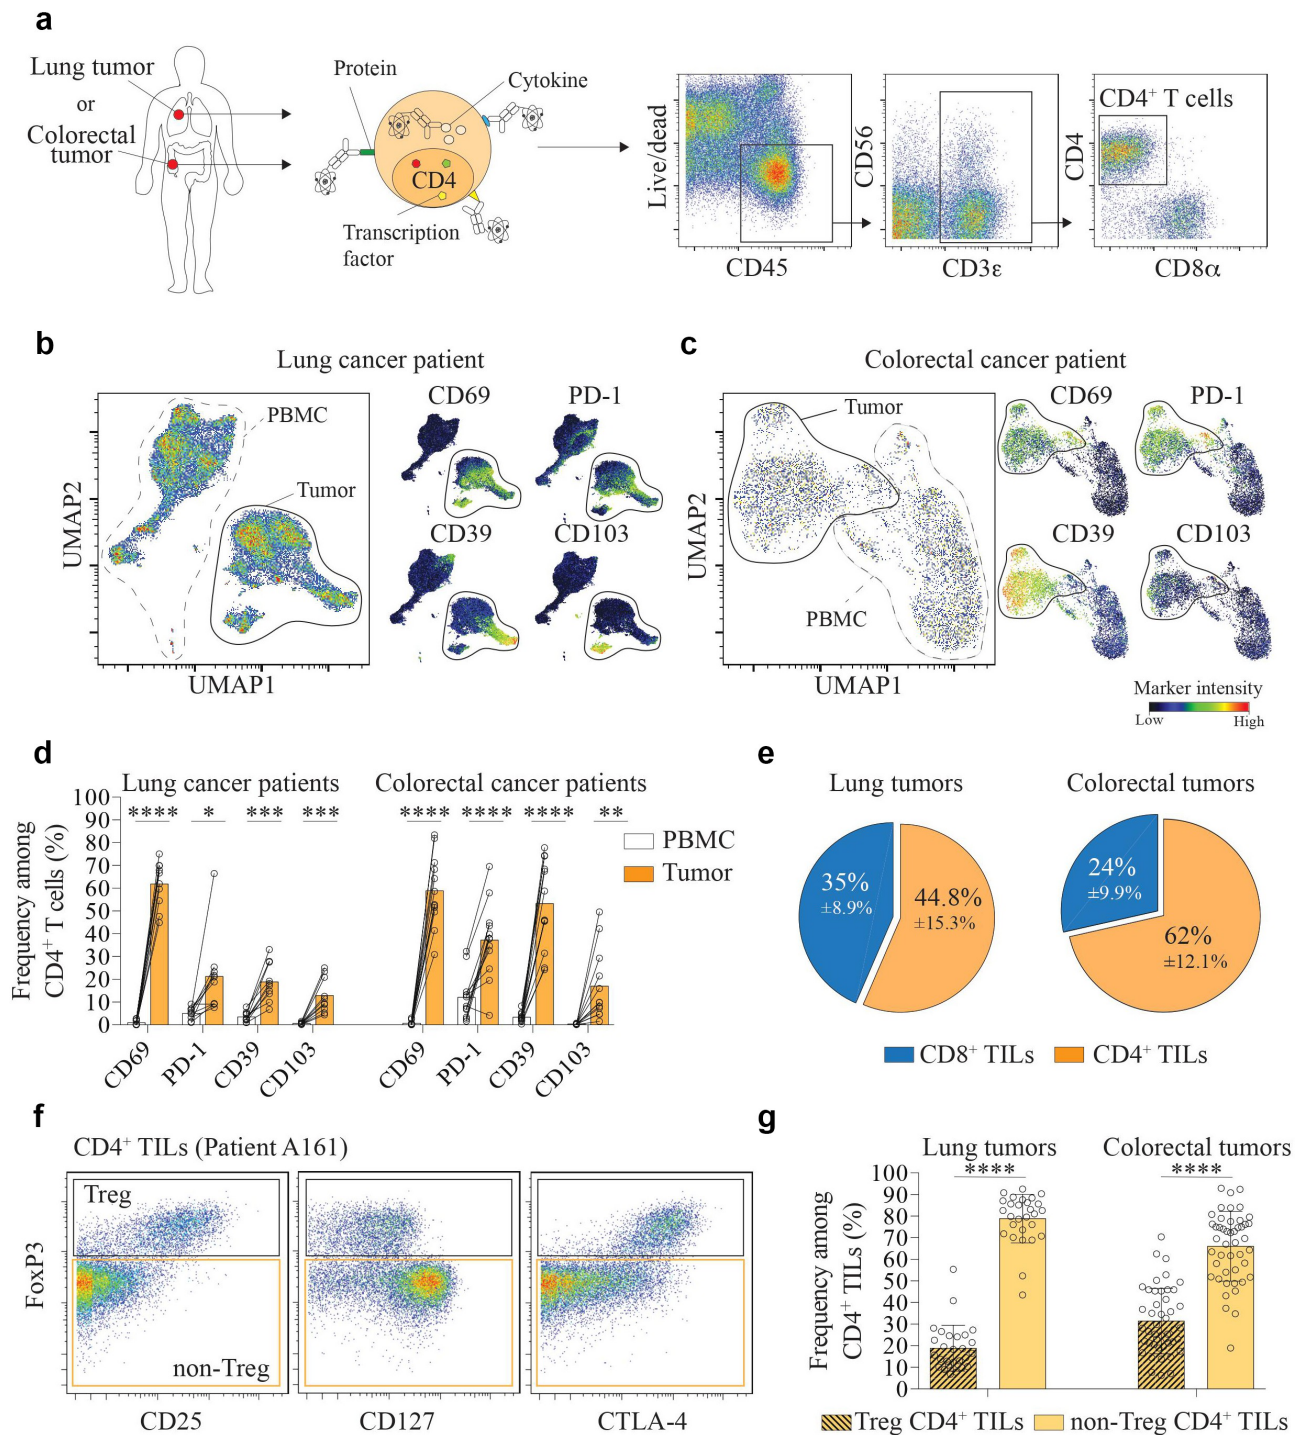 a
Lung tumor
or
Colorectal
tumor
Protein
Cytokine
CD4
Transcription
factor
Live/dead
CD45
CD56
CD3ε
CD4
CD4⁺ T cells
CD8α
b
Lung cancer patient
PBMC
Tumor
UMAP2
UMAP1
CD69
PD-1
CD39
CD103
c
Colorectal cancer patient
Tumor
PBMC
UMAP2
UMAP1
CD69
PD-1
CD39
CD103
Marker intensity
Low
High
d
Lung cancer patients
Colorectal cancer patients
Frequency among
CD4⁺ T cells (%)
100
90
80
70
60
50
40
30
20
10
0
**** * *** ***
**** **** **** **
CD69
PD-1
CD39
CD103
CD69
PD-1
CD39
CD103
PBMC
Tumor
e
Lung tumors
Colorectal tumors
35%
±8.9%
44.8%
±15.3%
24%
±9.9%
62%
±12.1%
CD8⁺ TILs
CD4⁺ TILs
f
CD4⁺ TILs (Patient A161)
Treg
non-Treg
FoxP3
CD25
CD127
CTLA-4
g
Lung tumors
Colorectal tumors
****
****
Frequency among
CD4⁺ TILs (%)
100
90
80
70
60
50
40
30
20
10
0
Treg CD4⁺ TILs
non-Treg CD4⁺ TILs